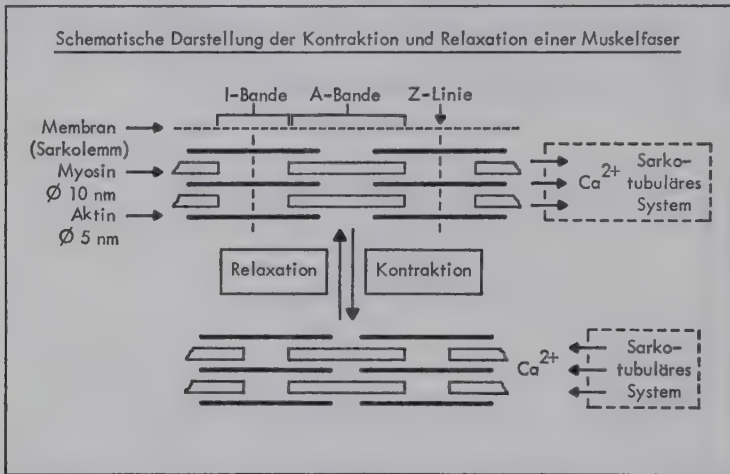 Schematische Darstellung der Kontraktion und Relaxation einer Muskelfaser
I-Bande A-Bande Z-Linie
Membran
(Sarkolemm)
Myosin
Ø 10 nm
Aktin
Ø 5 nm
Ca2+
Sarko-
tubuläres
System
Relaxation
Kontraktion
Ca2+
Sarko-
tubuläres
System